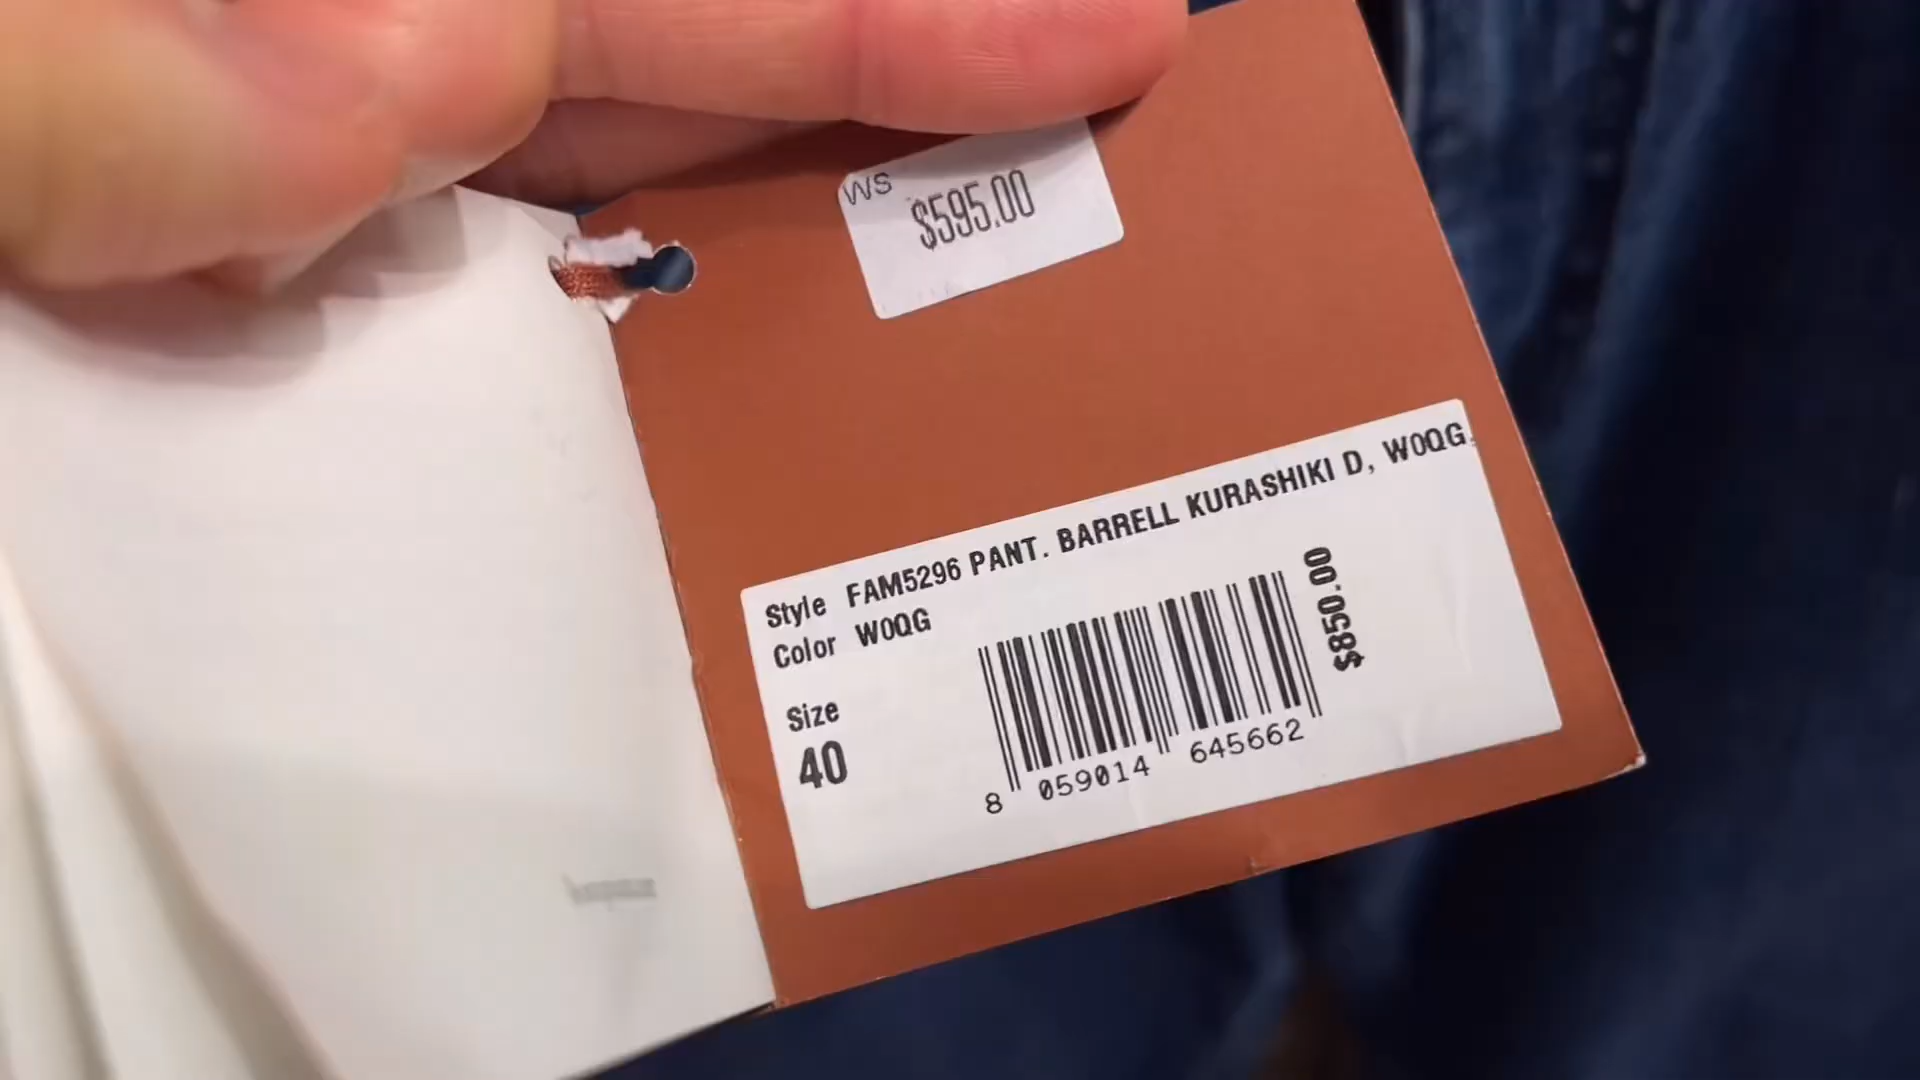 WS
$595.00
Style FAM5296 PANT. BARRELL KURASHIKI D, W0QG,
Color W0QG
$850.00
Size
40
8 059014 645662